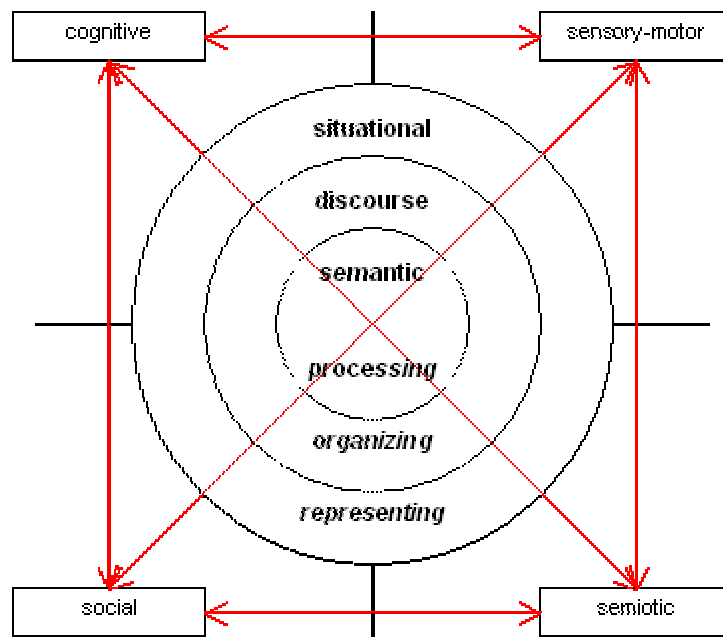 cognitive
sensory-motor
situational
discourse
semantic
processing
organizing
representing
social
semiotic